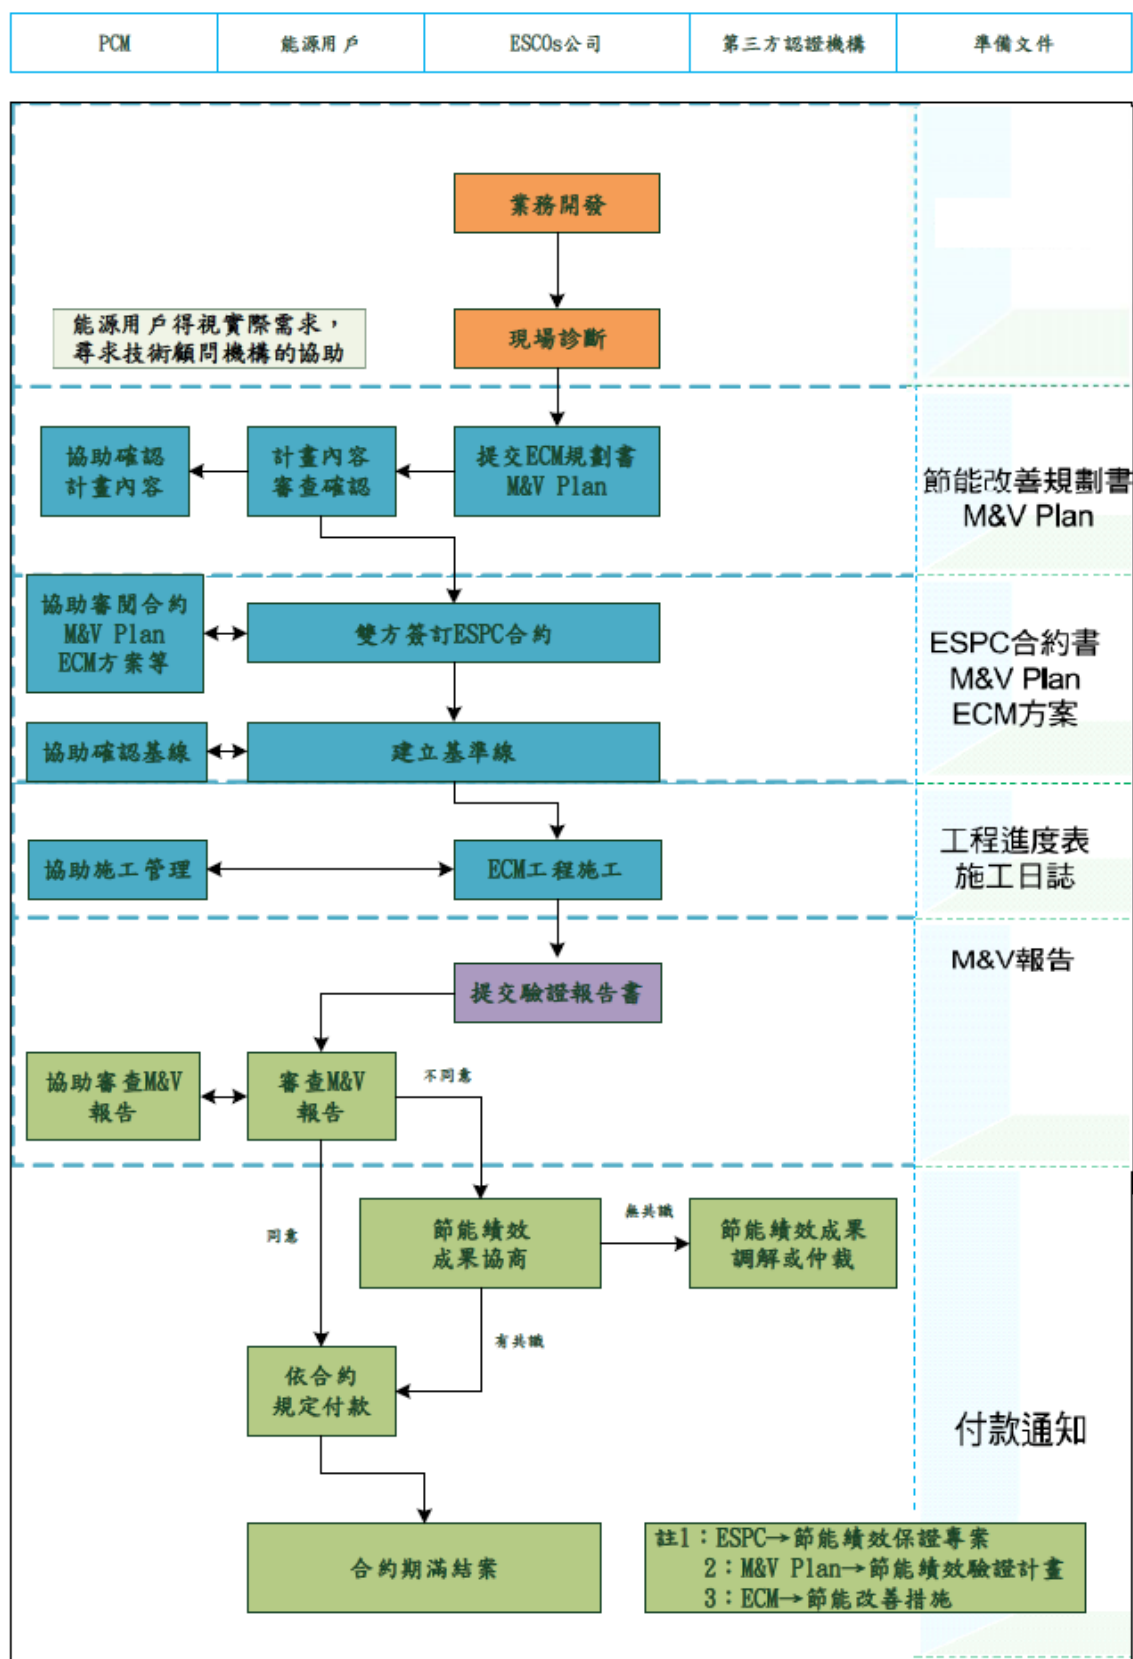 PCM
能源用戶
ESCOs公司
第三方認證機構
準備文件
業務開發
能源用戶得視實際需求，
尋求技術顧問機構的協助
現場診斷
協助確認
計畫內容
計畫內容
審查確認
提交ECM規劃書
M&V Plan
節能改善規劃書
M&V Plan
協助審閱合約
M&V Plan
ECM方案等
雙方簽訂ESPC合約
ESPC合約書
M&V Plan
ECM方案
協助確認基線
建立基準線
協助施工管理
ECM工程施工
工程進度表
施工日誌
提交驗證報告書
M&V報告
協助審查M&V
報告
審查M&V
報告
不同意
同意
節能績效
成果協商
無共識
節能績效成果
調解或仲裁
有共識
依合約
規定付款
付款通知
合約期滿結案
註1：ESPC→節能績效保證專案
2：M&V Plan→節能績效驗證計畫
3：ECM→節能改善措施